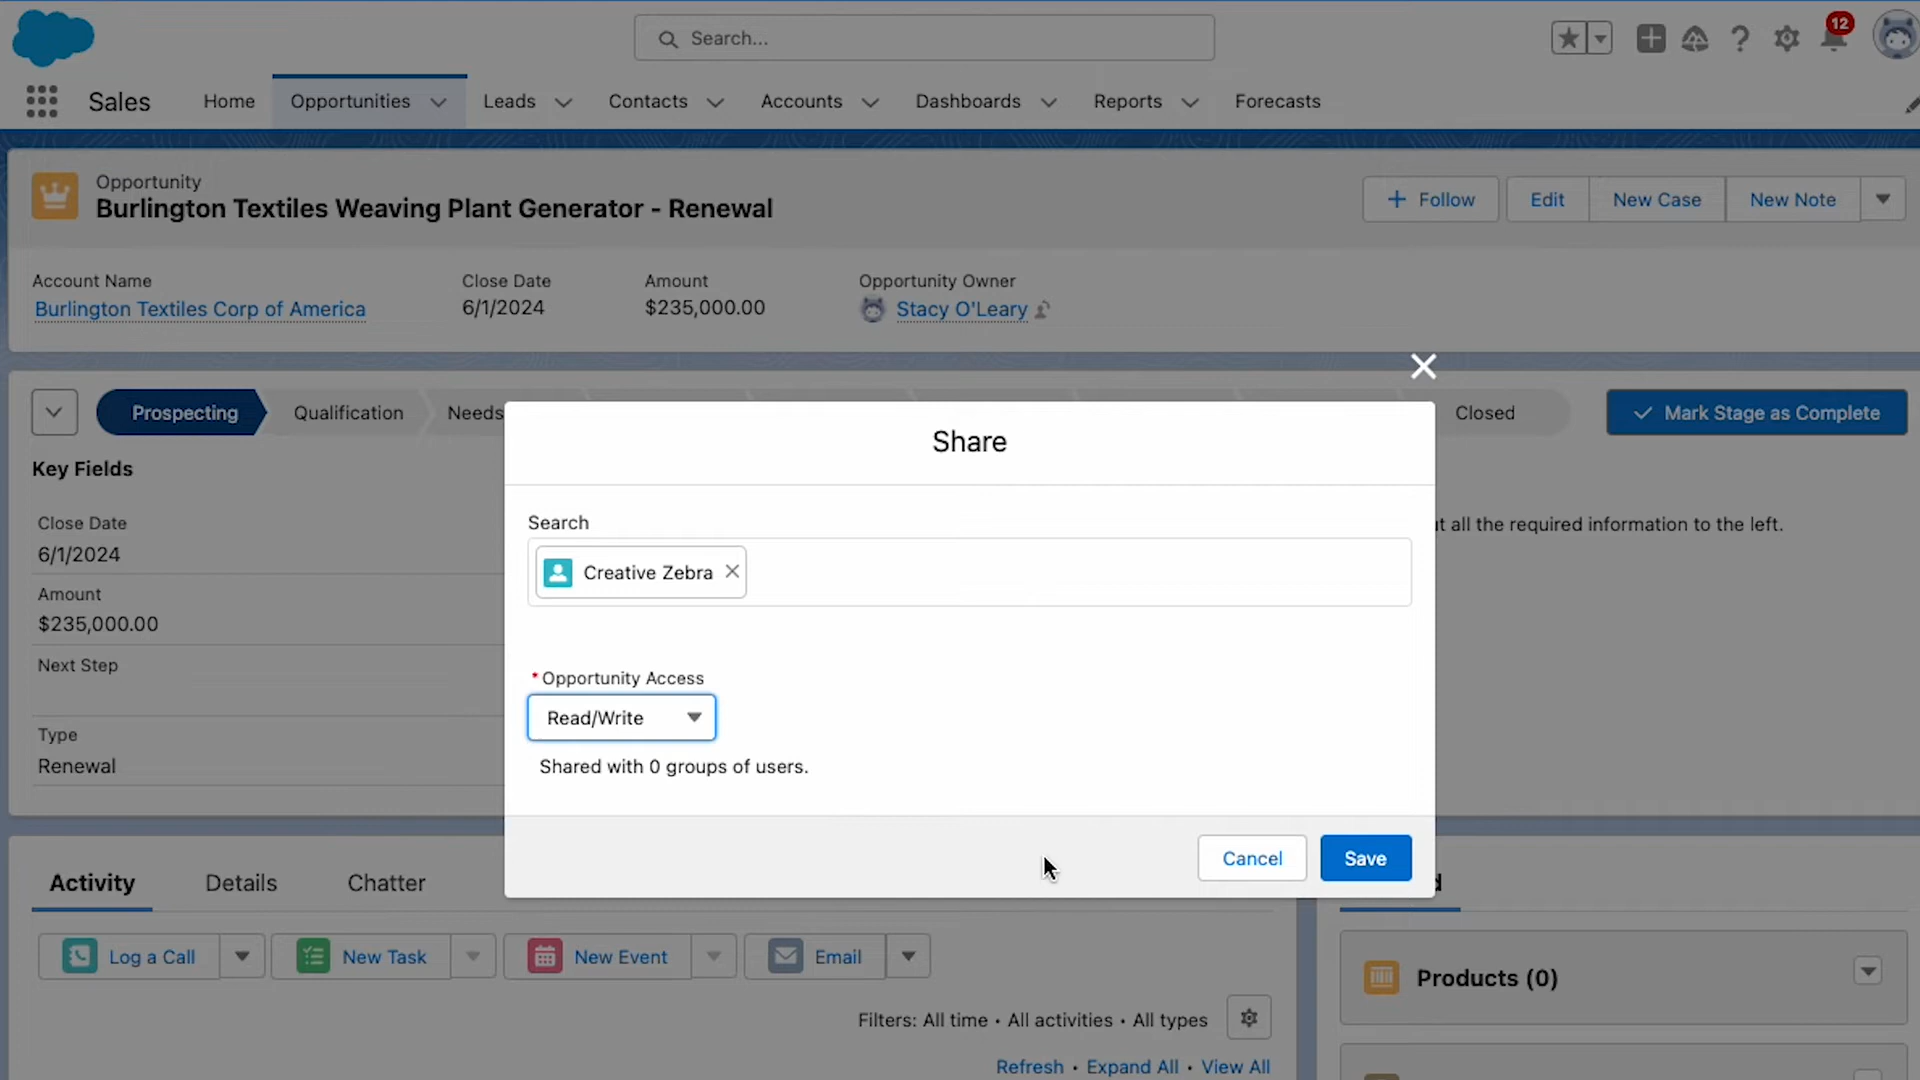 Search...
12
Sales
Home
Opportunities
Leads
Contacts
Accounts
Dashboards
Reports
Forecasts
Opportunity
Burlington Textiles Weaving Plant Generator - Renewal
Follow
Edit
New Case
New Note
Account Name
Close Date
Amount
Opportunity Owner
Burlington Textiles Corp of America
6/1/2024
$235,000.00
Stacy O'Leary
Prospecting
Qualification
Needs
Closed
Mark Stage as Complete
Key Fields
Close Date
6/1/2024
Amount
$235,000.00
Next Step
Type
Renewal
all the required information to the left.
Share
Search
Creative Zebra
* Opportunity Access
Read/Write
Shared with 0 groups of users.
Cancel
Save
Activity
Details
Chatter
Log a Call
New Task
New Event
Email
Filters: All time • All activities • All types
Refresh • Expand All • View All
Products (0)